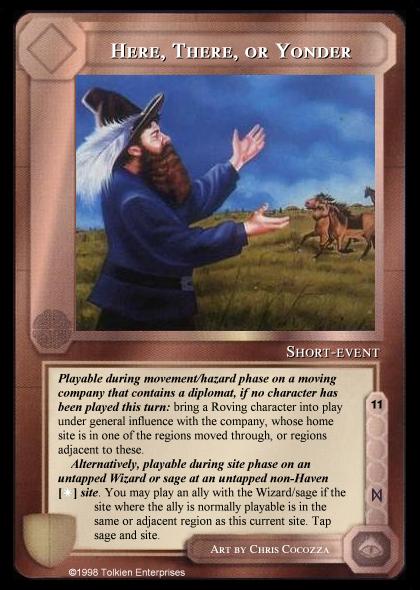 Here, There, or Yonder
Short-event
Playable during movement/hazard phase on a moving
company that contains a diplomat, if no character has
been played this turn: bring a Roving character into play
under general influence with the company, whose home
site is in one of the regions moved through, or regions
adjacent to these.
Alternatively, playable during site phase on an
untapped Wizard or sage at an untapped non-Haven
[☀] site. You may play an ally with the Wizard/sage if the
site where the ally is normally playable is in the
same or adjacent region as this current site. Tap
sage and site.
11
Art by Chris Cocozza
©1998 Tolkien Enterprises